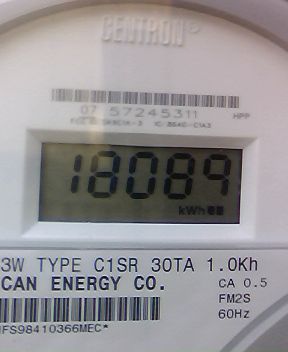 CENTRON®
07 57245311 HPP
18089
kWh
3W TYPE C1SR 30TA 1.0Kh
CAN ENERGY CO. CA 0.5
FM2S
60Hz
IFS98410366MEC*